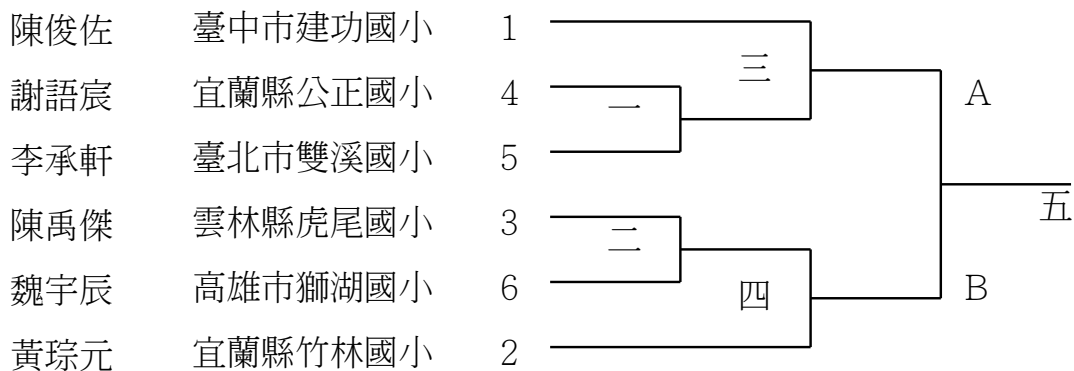 陳俊佐 臺中市建功國小 1
三
謝語宸 宜蘭縣公正國小 4
A
一
李承軒 臺北市雙溪國小 5
陳禹傑 雲林縣虎尾國小 3
五
二
魏宇辰 高雄市獅湖國小 6
四
B
黃琮元 宜蘭縣竹林國小 2